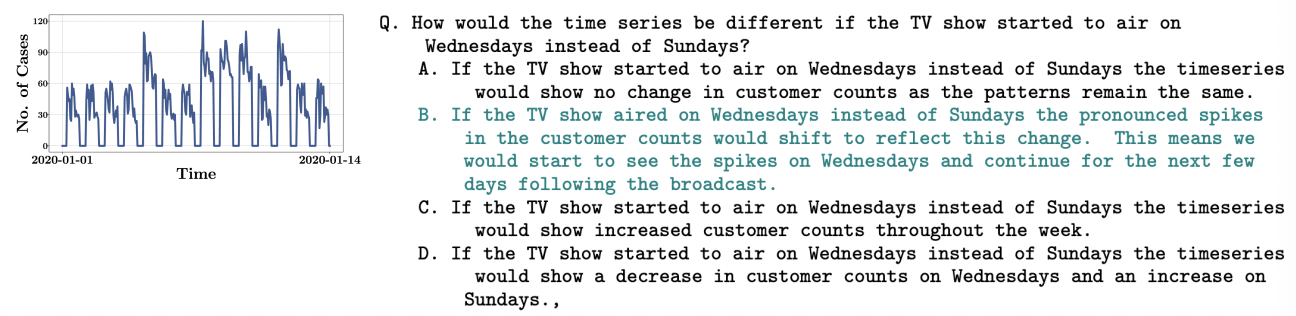 120
90
60
30
0
No. of Cases
2020-01-01
2020-01-14
Time
Q. How would the time series be different if the TV show started to air on
Wednesdays instead of Sundays?
A. If the TV show started to air on Wednesdays instead of Sundays the timeseries
would show no change in customer counts as the patterns remain the same.
B. If the TV show aired on Wednesdays instead of Sundays the pronounced spikes
in the customer counts would shift to reflect this change. This means we
would start to see the spikes on Wednesdays and continue for the next few
days following the broadcast.
C. If the TV show started to air on Wednesdays instead of Sundays the timeseries
would show increased customer counts throughout the week.
D. If the TV show started to air on Wednesdays instead of Sundays the timeseries
would show a decrease in customer counts on Wednesdays and an increase on
Sundays.,